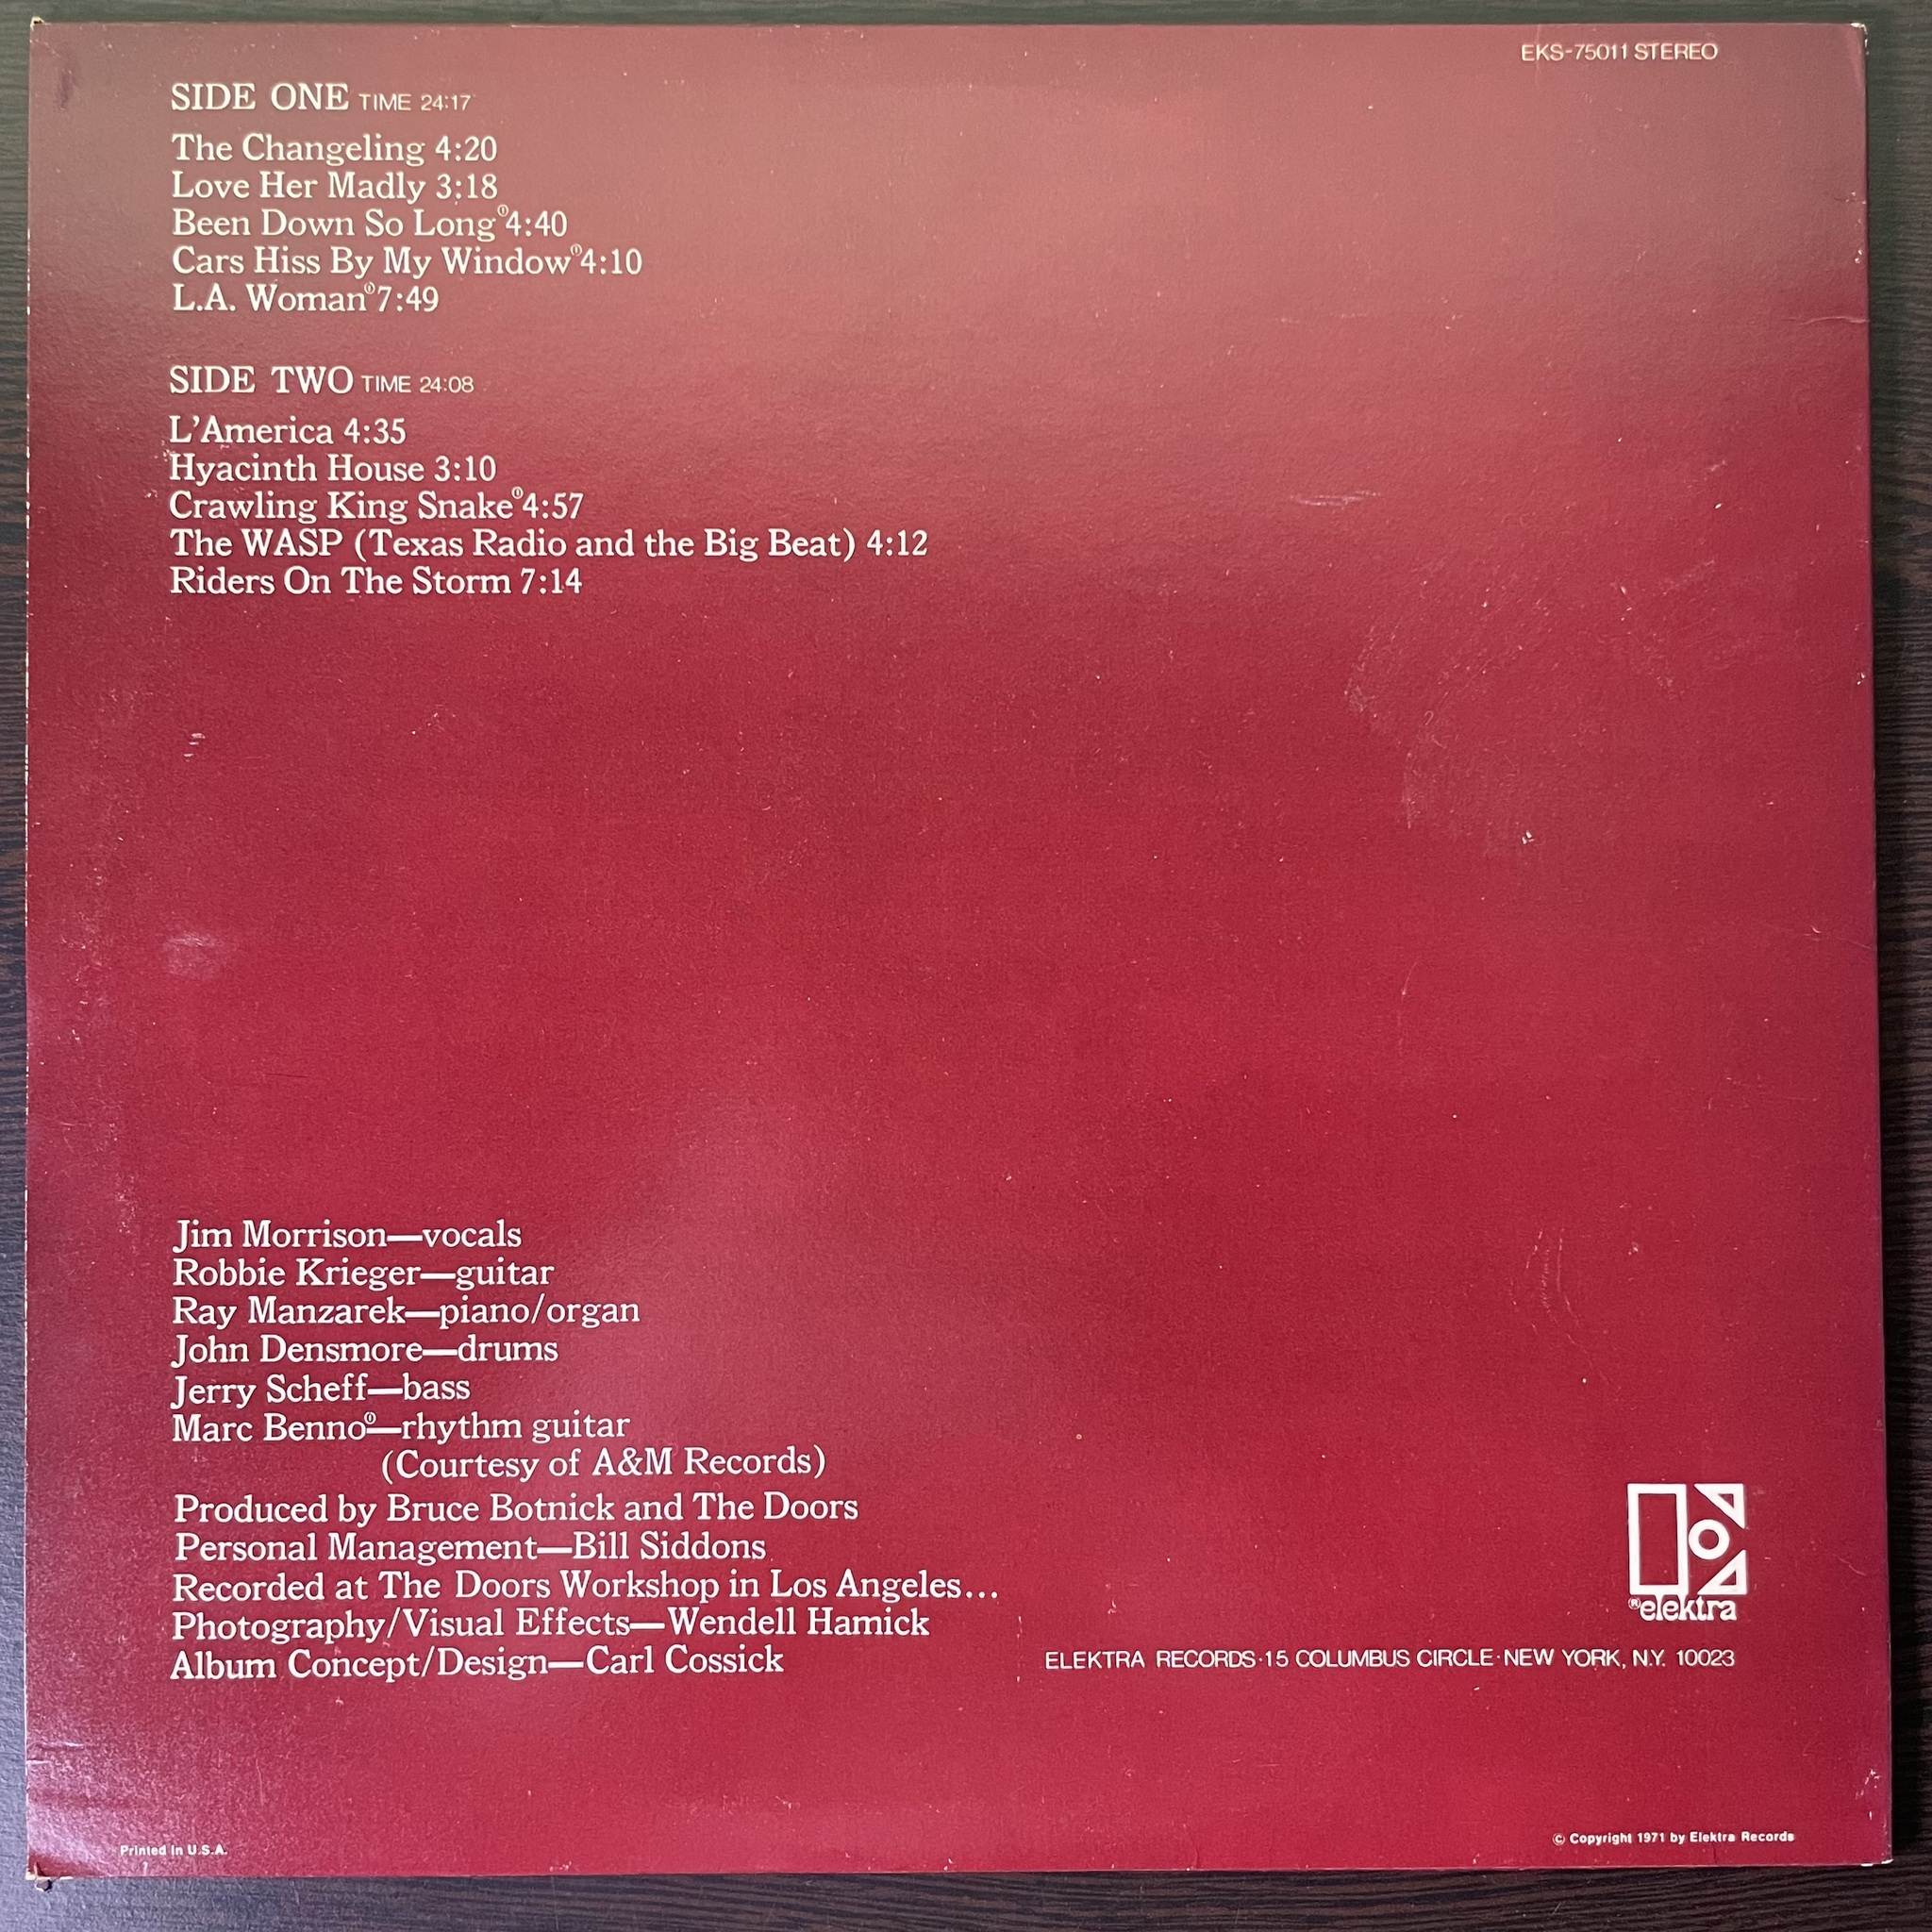 EKS-75011 STEREO
SIDE ONE TIME 24:17
The Changeling 4:20
Love Her Madly 3:18
Been Down So Long⁽¹⁾4:40
Cars Hiss By My Window⁽¹⁾4:10
L.A. Woman⁽¹⁾7:49
SIDE TWO TIME 24:08
L'America 4:35
Hyacinth House 3:10
Crawling King Snake⁽¹⁾4:57
The WASP (Texas Radio and the Big Beat) 4:12
Riders On The Storm 7:14
Jim Morrison—vocals
Robbie Krieger—guitar
Ray Manzarek—piano/organ
John Densmore—drums
Jerry Scheff—bass
Marc Benno⁽¹⁾—rhythm guitar
(Courtesy of A&M Records)
Produced by Bruce Botnick and The Doors
Personal Management—Bill Siddons
Recorded at The Doors Workshop in Los Angeles...
Photography/Visual Effects—Wendell Hamick
Album Concept/Design—Carl Cossick
®elektra
ELEKTRA RECORDS·15 COLUMBUS CIRCLE·NEW YORK, N.Y. 10023
Printed in U.S.A.
© Copyright 1971 by Elektra Records